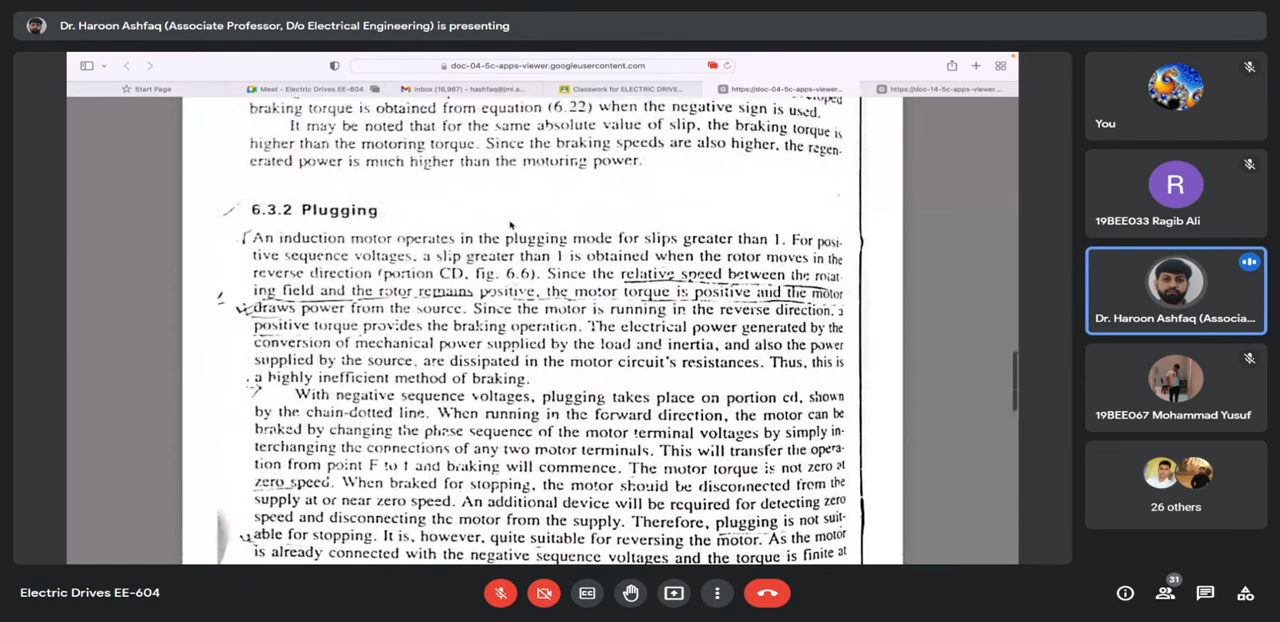 Dr. Haroon Ashfaq (Associate Professor, D/o Electrical Engineering) is presenting
doc-04-5c-apps-viewer.googleusercontent.com
Start Page
Meet - Electric Drives EE-604
Inbox (16,967) - hashfaq@jmi.a...
Classwork for ELECTRIC DRIVE...
https://doc-04-5c-apps-viewer...
https://doc-14-5c-apps-viewer...
braking torque is obtained from equation (6.22) when the negative sign is used.
It may be noted that for the same absolute value of slip, the braking torque is
higher than the motoring torque. Since the braking speeds are also higher, the regen-
erated power is much higher than the motoring power.
6.3.2 Plugging
An induction motor operates in the plugging mode for slips greater than 1. For posi-
tive sequence voltages, a slip greater than 1 is obtained when the rotor moves in the
reverse direction (portion CD, fig. 6.6). Since the relative speed between the rotat-
ing field and the rotor remains positive, the motor torque is positive and the motor
draws power from the source. Since the motor is running in the reverse direction, a
positive torque provides the braking operation. The electrical power generated by the
conversion of mechanical power supplied by the load and inertia, and also the power
supplied by the source, are dissipated in the motor circuit's resistances. Thus, this is
a highly inefficient method of braking.
With negative sequence voltages, plugging takes place on portion cd, shown
by the chain-dotted line. When running in the forward direction, the motor can be
braked by changing the phase sequence of the motor terminal voltages by simply in-
terchanging the connections of any two motor terminals. This will transfer the opera-
tion from point F to f and braking will commence. The motor torque is not zero at
zero speed. When braked for stopping, the motor should be disconnected from the
supply at or near zero speed. An additional device will be required for detecting zero
speed and disconnecting the motor from the supply. Therefore, plugging is not suit-
able for stopping. It is, however, quite suitable for reversing the motor. As the motor
is already connected with the negative sequence voltages and the torque is finite at
You
R
19BEE033 Ragib Ali
Dr. Haroon Ashfaq (Associa...
19BEE067 Mohammad Yusuf
26 others
Electric Drives EE-604
31